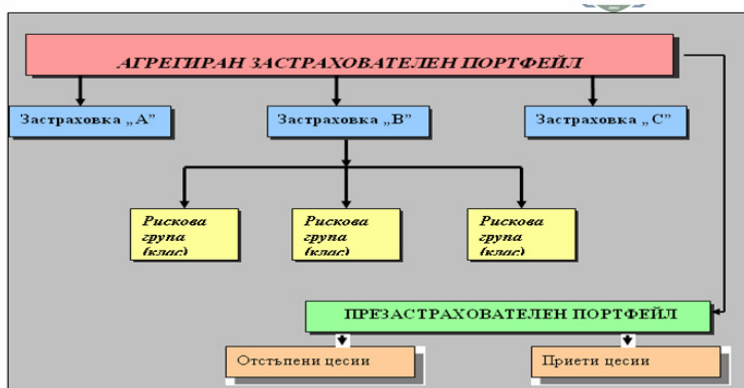 АГРЕГИРАН ЗАСТРАХОВАТЕЛЕН ПОРТФЕЙЛ
Застраховка „А”
Застраховка „В”
Застраховка „С”
Рискова
група
(клас)
Рискова
група
(клас)
Рискова
група
(клас)
ПРЕЗАСТРАХОВАТЕЛЕН ПОРТФЕЙЛ
Отстъпени цесии
Приети цесии